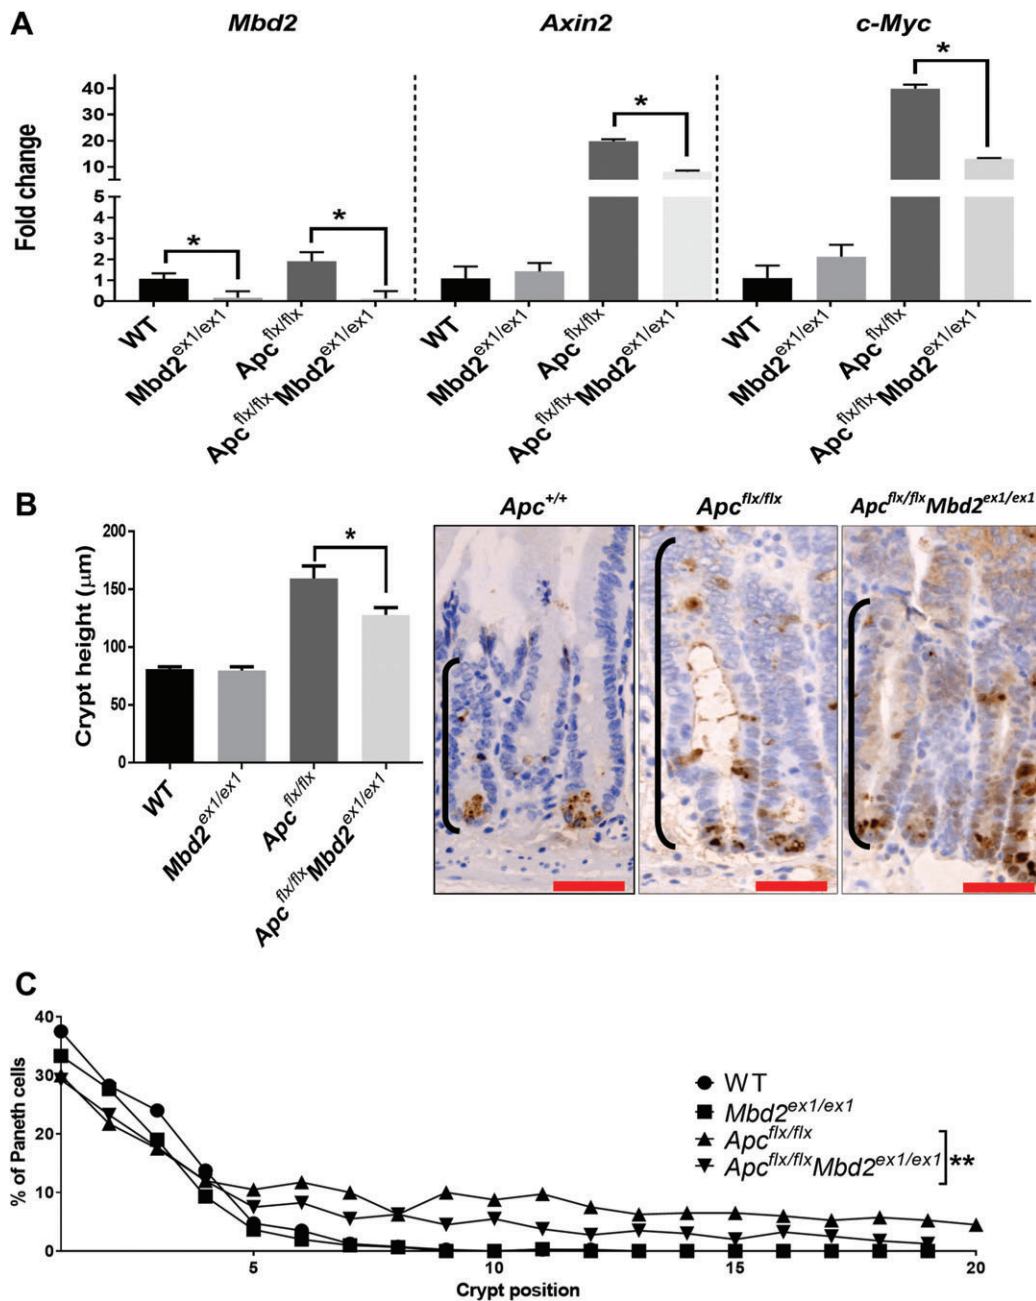 A
Mbd2 Axin2 c-Myc
Fold change
40
30
20
10
5
4
3
2
1
0
* * * *
WT Mbd2ex1/ex1 Apcflx/flx Apcflx/flxMbd2ex1/ex1
WT Mbd2ex1/ex1 Apcflx/flx Apcflx/flxMbd2ex1/ex1
WT Mbd2ex1/ex1 Apcflx/flx Apcflx/flxMbd2ex1/ex1
B
Crypt height (μm)
200
150
100
50
0
*
WT Mbd2ex1/ex1 Apcflx/flx Apcflx/flxMbd2ex1/ex1
Apc+/+ Apcflx/flx Apcflx/flxMbd2ex1/ex1
C
% of Paneth cells
40
30
20
10
0
WT
Mbd2ex1/ex1
Apcflx/flx
Apcflx/flxMbd2ex1/ex1
**
5 10 15 20
Crypt position